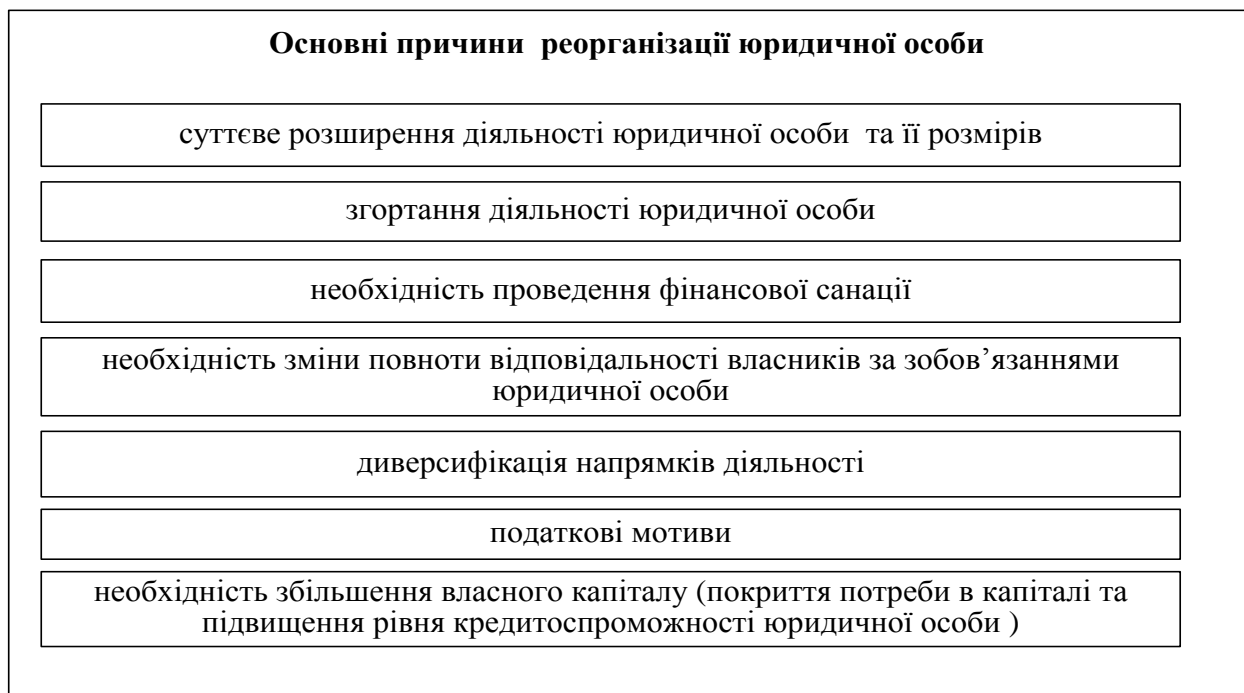 Основні причини реорганізації юридичної особи
суттєве розширення діяльності юридичної особи та її розмірів
згортання діяльності юридичної особи
необхідність проведення фінансової санації
необхідність зміни повноти відповідальності власників за зобов’язаннями
юридичної особи
диверсифікація напрямків діяльності
податкові мотиви
необхідність збільшення власного капіталу (покриття потреби в капіталі та
підвищення рівня кредитоспроможності юридичної особи )